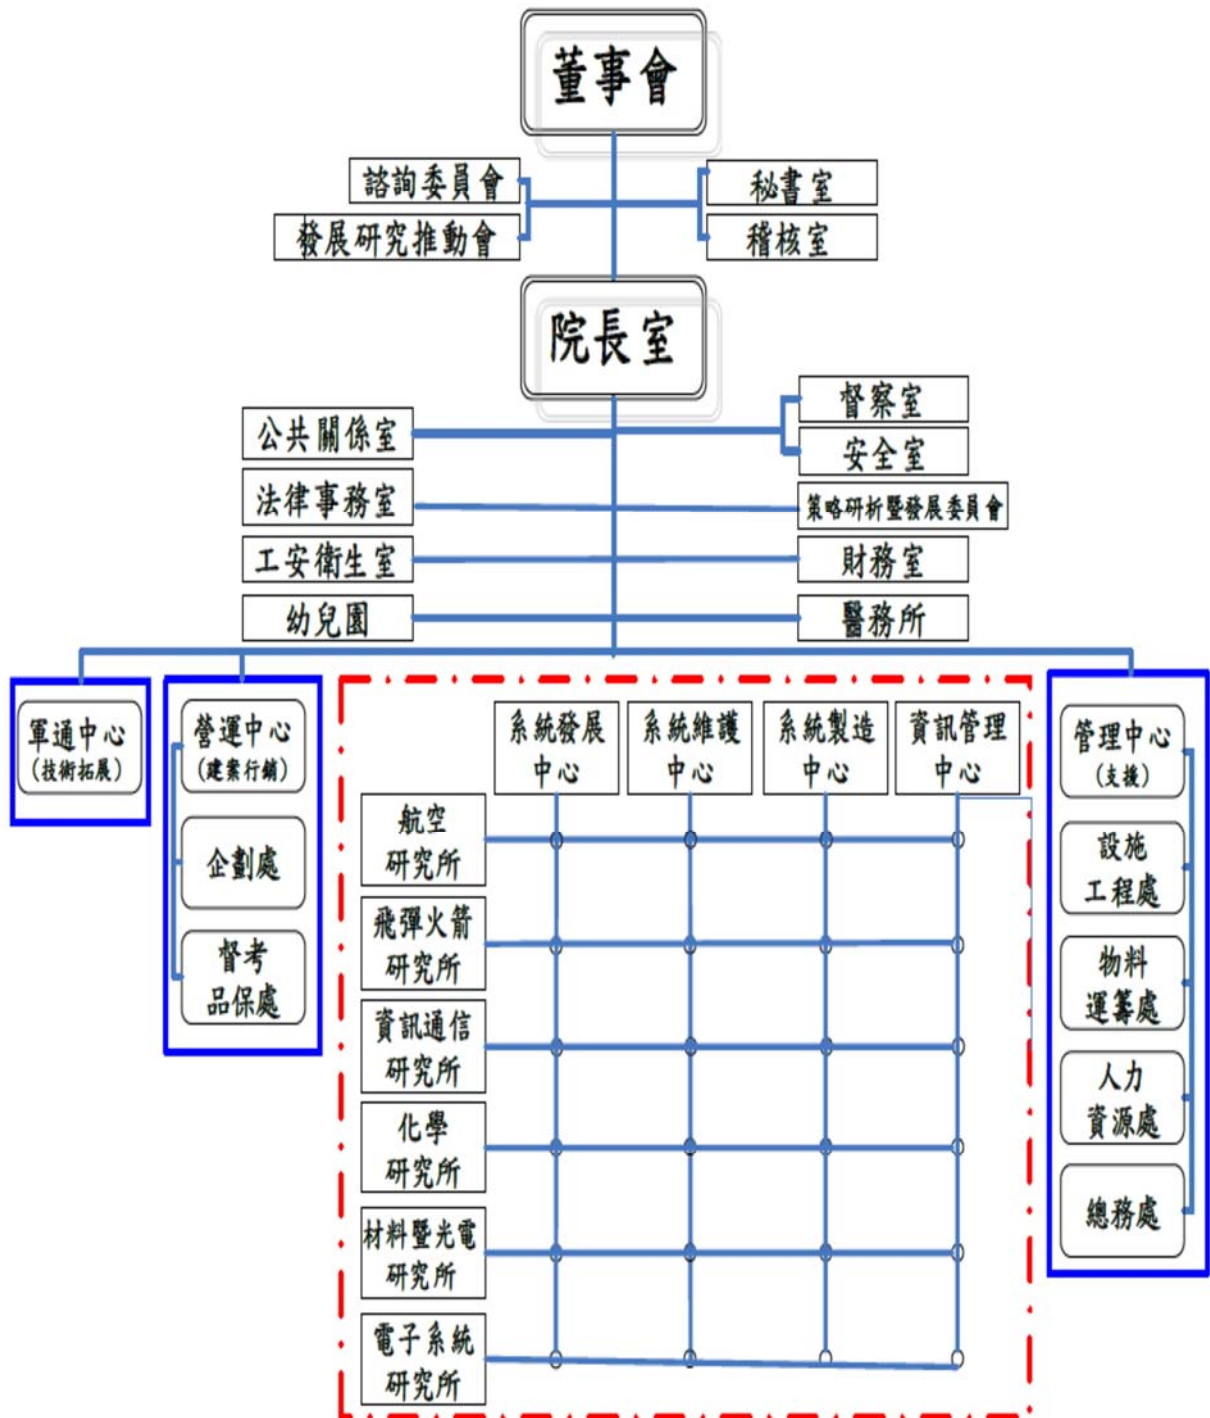 董事會
諮詢委員會
秘書室
發展研究推動會
稽核室
院長室
公共關係室
督察室
安全室
法律事務室
策略研析暨發展委員會
工安衛生室
財務室
幼兒園
醫務所
軍通中心
(技術拓展)
營運中心
(建案行銷)
企劃處
督考
品保處
系統發展
中心
系統維護
中心
系統製造
中心
資訊管理
中心
航空
研究所
飛彈火箭
研究所
資訊通信
研究所
化學
研究所
材料暨光電
研究所
電子系統
研究所
管理中心
(支援)
設施
工程處
物料
運籌處
人力
資源處
總務處